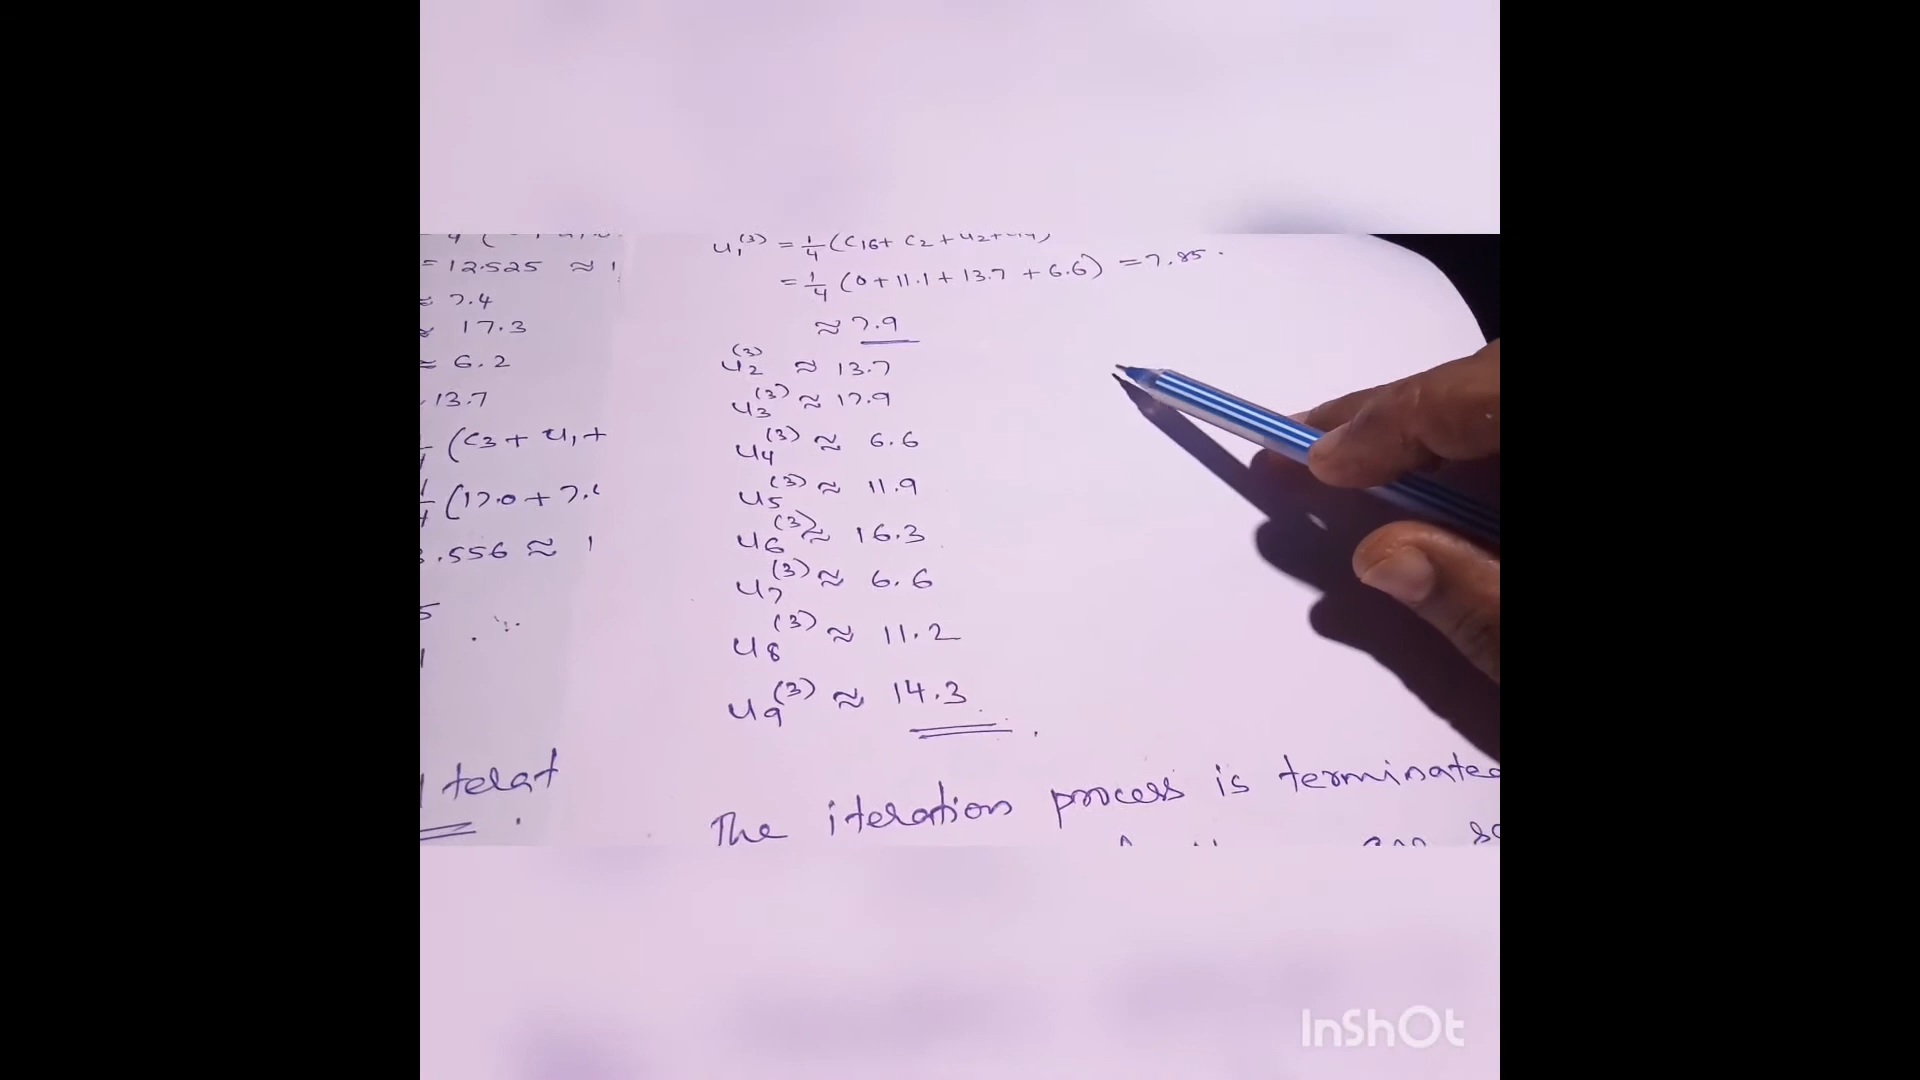 = 12.525 ≈ 1
≈ 7.4
≈ 17.3
≈ 6.2
13.7
(C3 + u1 +
(17.0 + 7.
.556 ≈ 1
terat
u1^(3) = 1/4 (C16 + C2 + u2 + u4)
= 1/4 (0 + 11.1 + 13.7 + 6.6) = 7.85.
≈ 7.9
u2^(3) ≈ 13.7
u3^(3) ≈ 17.9
u4^(3) ≈ 6.6
u5^(3) ≈ 11.9
u6^(3) ≈ 16.3
u7^(3) ≈ 6.6
u8^(3) ≈ 11.2
u9^(3) ≈ 14.3
The iteration process is terminated
InShOt